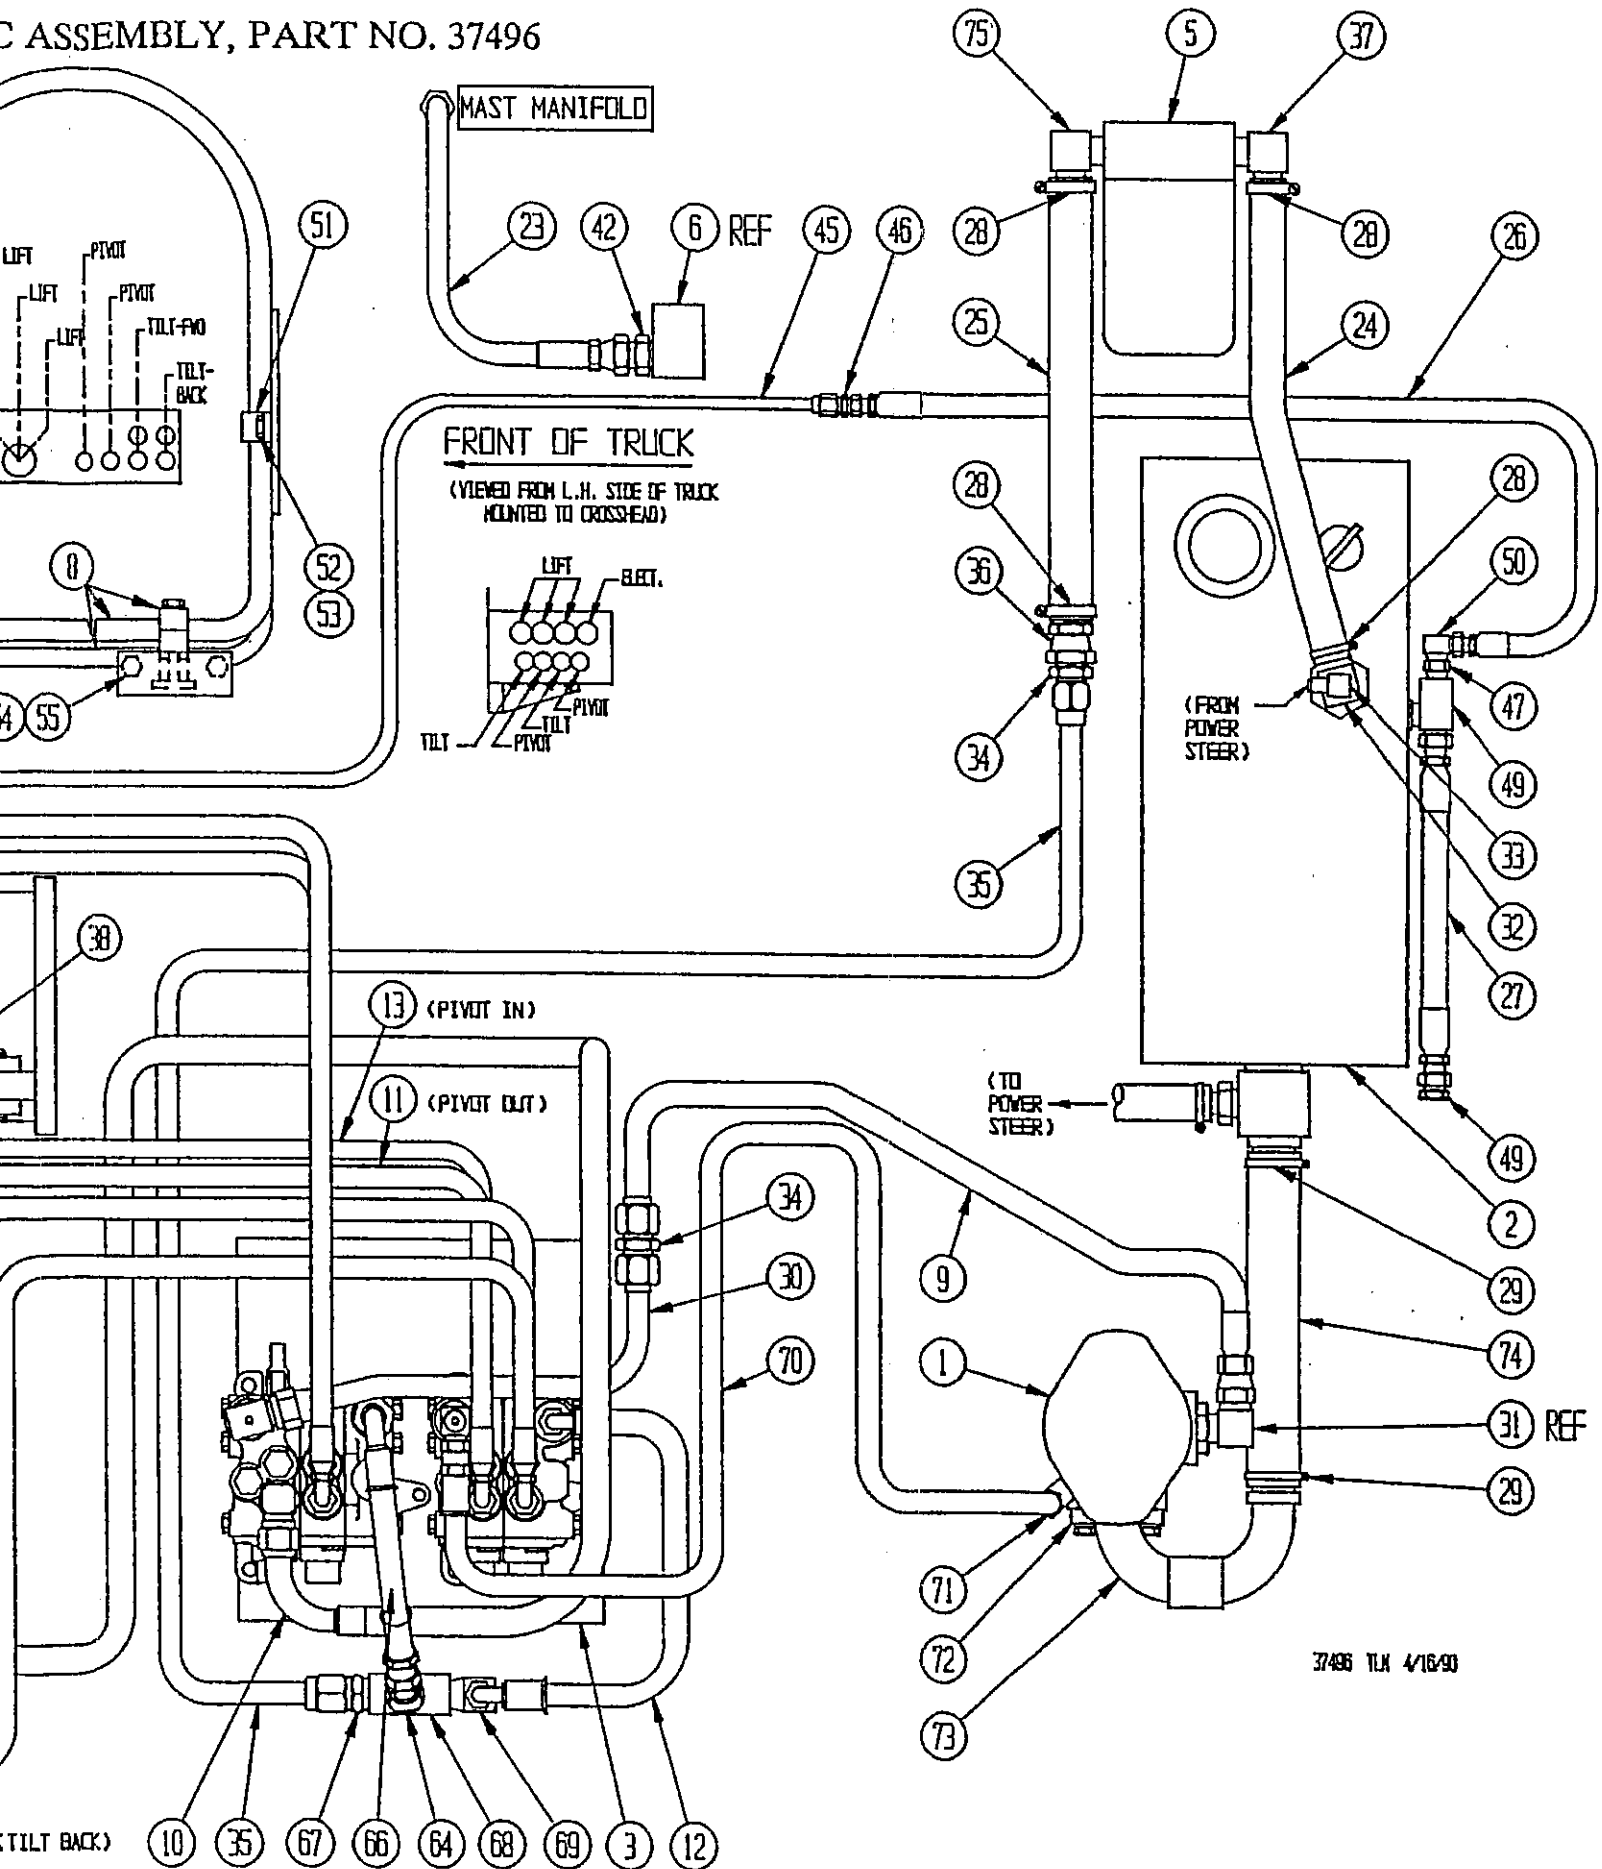 C ASSEMBLY, PART NO. 37496
75
5
37
MAST MANIFOLD
51
23
42
6 REF
45
46
28
28
26
LIFT
PIVOT
LIFT
PIVOT
LIFT
TILT-FWD
TILT-
BACK
25
24
FRONT OF TRUCK
(VIEWED FROM L.H. SIDE OF TRUCK
MOUNTED TO CROSSHEAD)
28
28
8
52
53
LIFT
ELECT.
36
50
54
55
TILT
PIVOT
TILT
PIVOT
34
(FROM
POWER
STEER)
47
49
35
33
32
38
27
13 (PIVOT IN)
11 (PIVOT OUT)
(TO
POWER
STEER)
49
34
2
30
9
29
70
1
74
31 REF
29
71
72
73
37496 TLK 4/16/90
(TILT BACK)
10
35
67
66
64
68
69
3
12